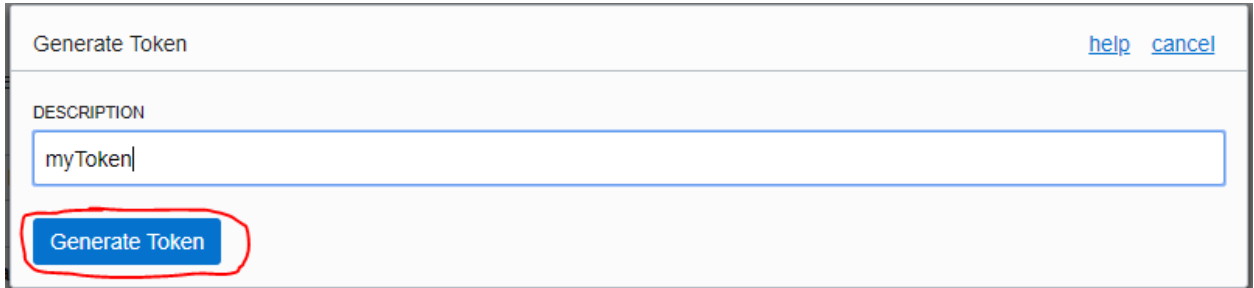 Generate Token help cancel
DESCRIPTION
myToken
Generate Token